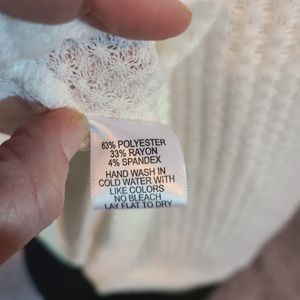 63% POLYESTER
33% RAYON
4% SPANDEX
HAND WASH IN
COLD WATER WITH
LIKE COLORS
NO BLEACH
LAY FLAT TO DRY